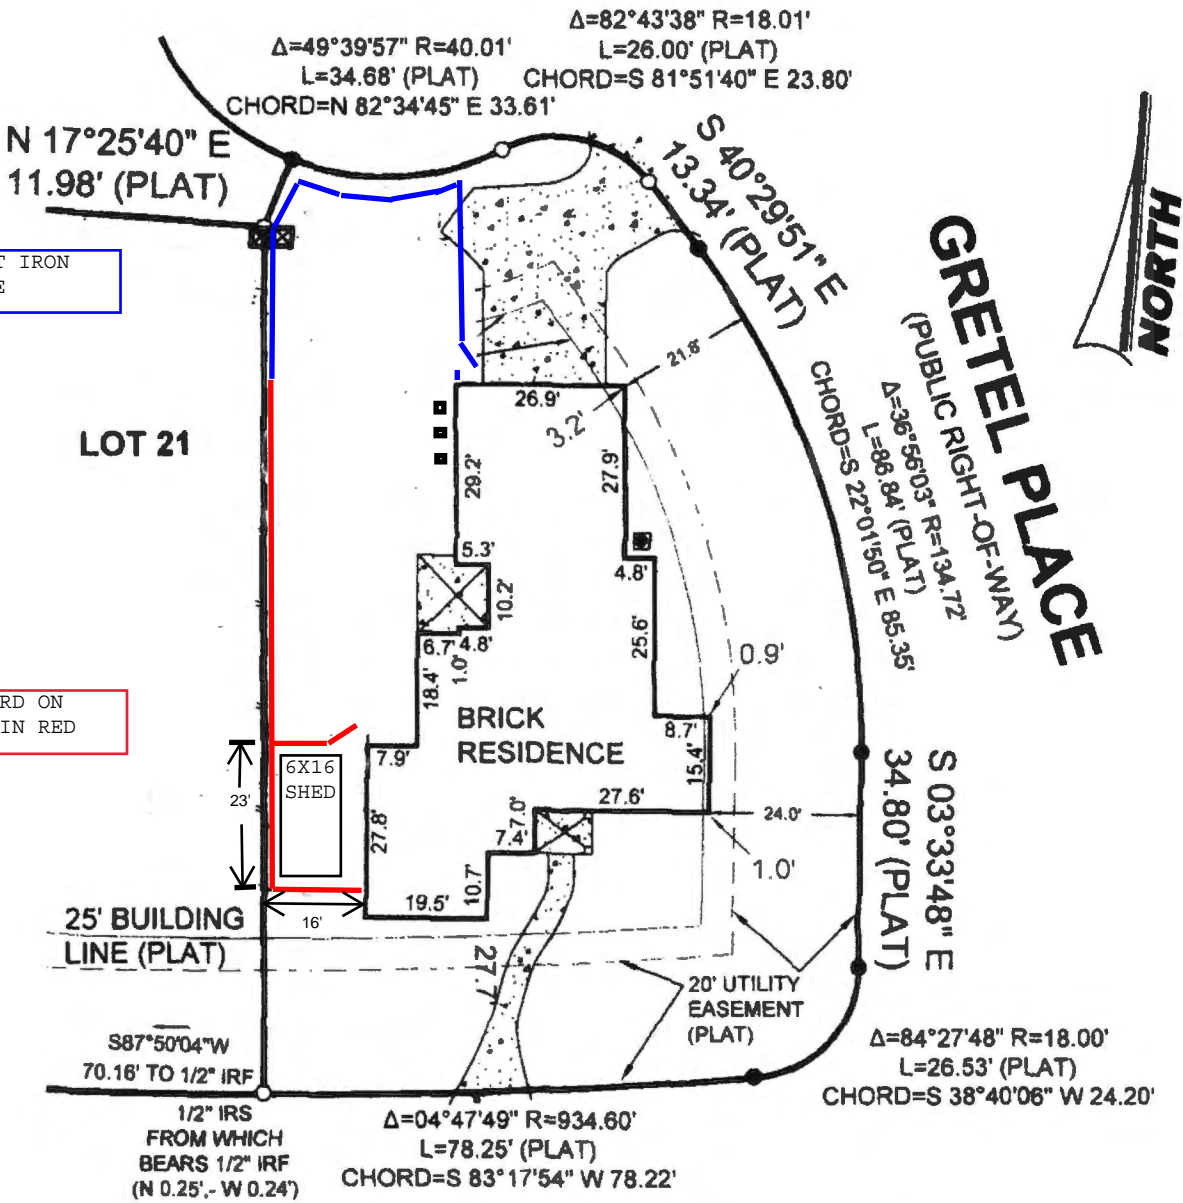 Δ=82°43'38" R=18.01'
L=26.00' (PLAT)
CHORD=S 81°51'40" E 23.80'
Δ=49°39'57" R=40.01'
L=34.68' (PLAT)
CHORD=N 82°34'45" E 33.61'
N 17°25'40" E
11.98' (PLAT)
S 40°29'51" E
13.34' (PLAT)
GRETEL PLACE
(PUBLIC RIGHT-OF-WAY)
Δ=36°56'03" R=134.72'
L=86.84' (PLAT)
CHORD=S 22°01'50" E 85.35'
NORTH
T IRON
E
LOT 21
21.8'
26.9'
3.2'
29.2'
27.9'
5.3'
10.2'
4.8'
6.7'
4.8'
1.0'
18.4'
25.6'
0.9'
RD ON
IN RED
BRICK
RESIDENCE
8.7'
15.4'
7.9'
6X16
SHED
23'
27.8'
27.6'
7.0'
7.4'
24.0'
1.0'
10.7'
19.5'
16'
25' BUILDING
LINE (PLAT)
27.7'
S 03°33'48" E
34.80' (PLAT)
20' UTILITY
EASEMENT
(PLAT)
S87°50'04"W
70.16' TO 1/2" IRF
1/2" IRS
FROM WHICH
BEARS 1/2" IRF
(N 0.25', - W 0.24')
Δ=04°47'49" R=934.60'
L=78.25' (PLAT)
CHORD=S 83°17'54" W 78.22'
Δ=84°27'48" R=18.00'
L=26.53' (PLAT)
CHORD=S 38°40'06" W 24.20'